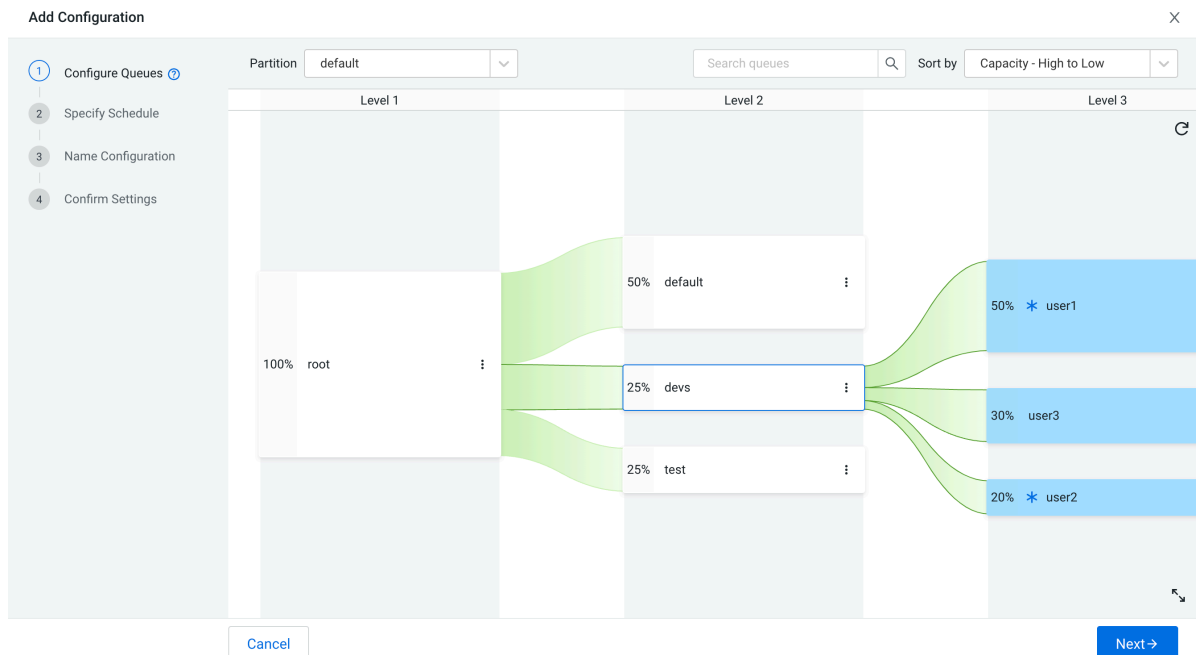 Add Configuration
1 Configure Queues
2 Specify Schedule
3 Name Configuration
4 Confirm Settings
Partition default
Search queues
Sort by Capacity - High to Low
Level 1 Level 2 Level 3
100% root
50% default
25% devs
25% test
50% user1
30% user3
20% user2
Cancel
Next